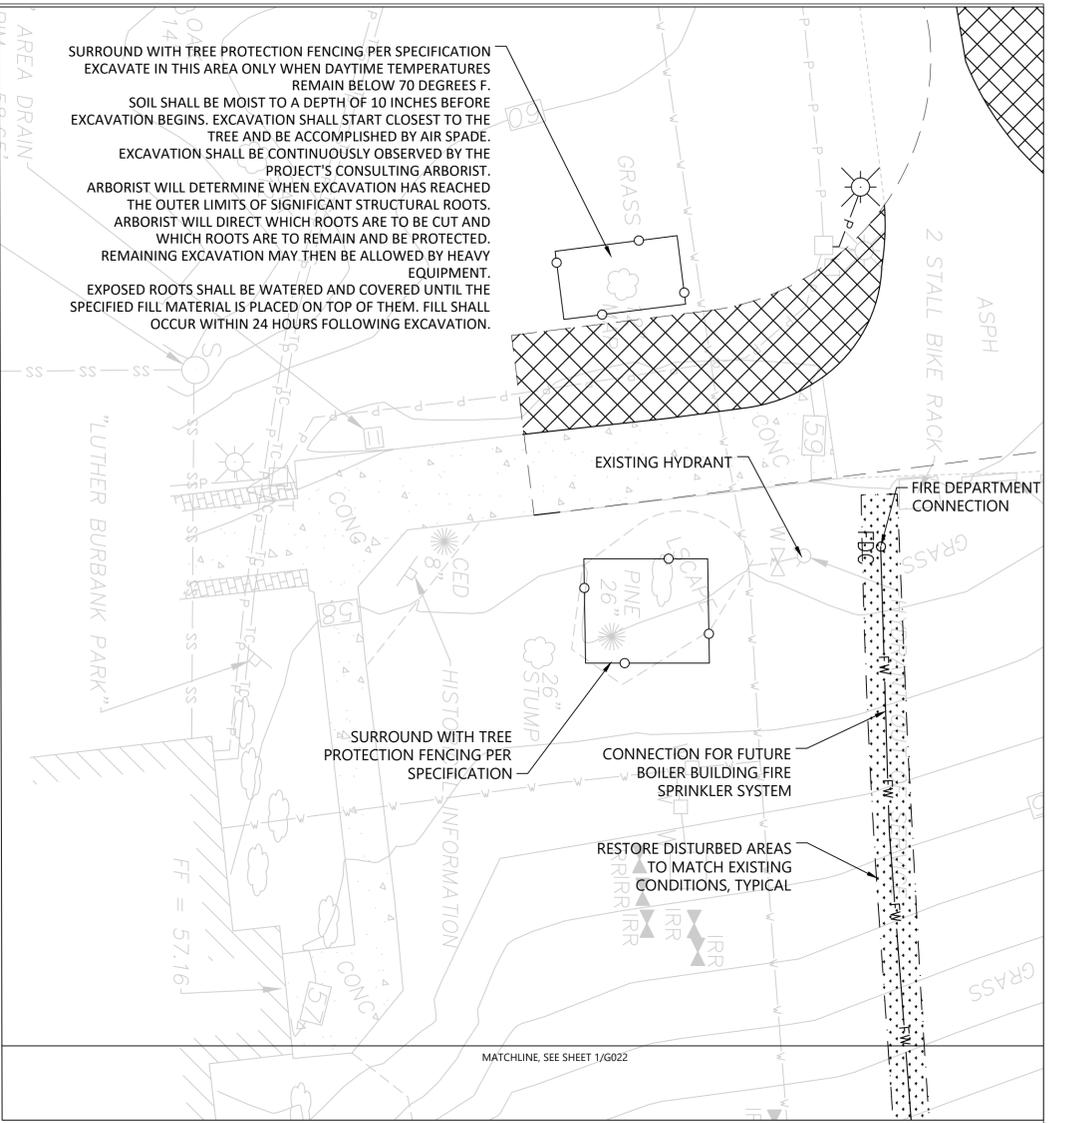 SURROUND WITH TREE PROTECTION FENCING PER SPECIFICATION
EXCAVATE IN THIS AREA ONLY WHEN DAYTIME TEMPERATURES
REMAIN BELOW 70 DEGREES F.
SOIL SHALL BE MOIST TO A DEPTH OF 10 INCHES BEFORE
EXCAVATION BEGINS. EXCAVATION SHALL START CLOSEST TO THE
TREE AND BE ACCOMPLISHED BY AIR SPADE.
EXCAVATION SHALL BE CONTINUOUSLY OBSERVED BY THE
PROJECT'S CONSULTING ARBORIST.
ARBORIST WILL DETERMINE WHEN EXCAVATION HAS REACHED
THE OUTER LIMITS OF SIGNIFICANT STRUCTURAL ROOTS.
ARBORIST WILL DIRECT WHICH ROOTS ARE TO BE CUT AND
WHICH ROOTS ARE TO REMAIN AND BE PROTECTED.
REMAINING EXCAVATION MAY THEN BE ALLOWED BY HEAVY
EQUIPMENT.
EXPOSED ROOTS SHALL BE WATERED AND COVERED UNTIL THE
SPECIFIED FILL MATERIAL IS PLACED ON TOP OF THEM. FILL SHALL
OCCUR WITHIN 24 HOURS FOLLOWING EXCAVATION.
AREA DRAIN
60
GRASS
2 STALL BIKE RACK
ASPH
59
CONC
EXISTING HYDRANT
FIRE DEPARTMENT
CONNECTION
FDC
GRASS
"LUTHER BURBANK PARK"
CONC
CED
8"
58
PINE
26"
26"
STUMP
HISTORICAL INFORMATION
SURROUND WITH TREE
PROTECTION FENCING PER
SPECIFICATION
CONNECTION FOR FUTURE
BOILER BUILDING FIRE
SPRINKLER SYSTEM
RESTORE DISTURBED AREAS
TO MATCH EXISTING
CONDITIONS, TYPICAL
FW
FW
FW
FW
IRR
IRR
IRR
IRR
FF = 57.16
57
CONC
GRASS
MATCHLINE, SEE SHEET 1/G022